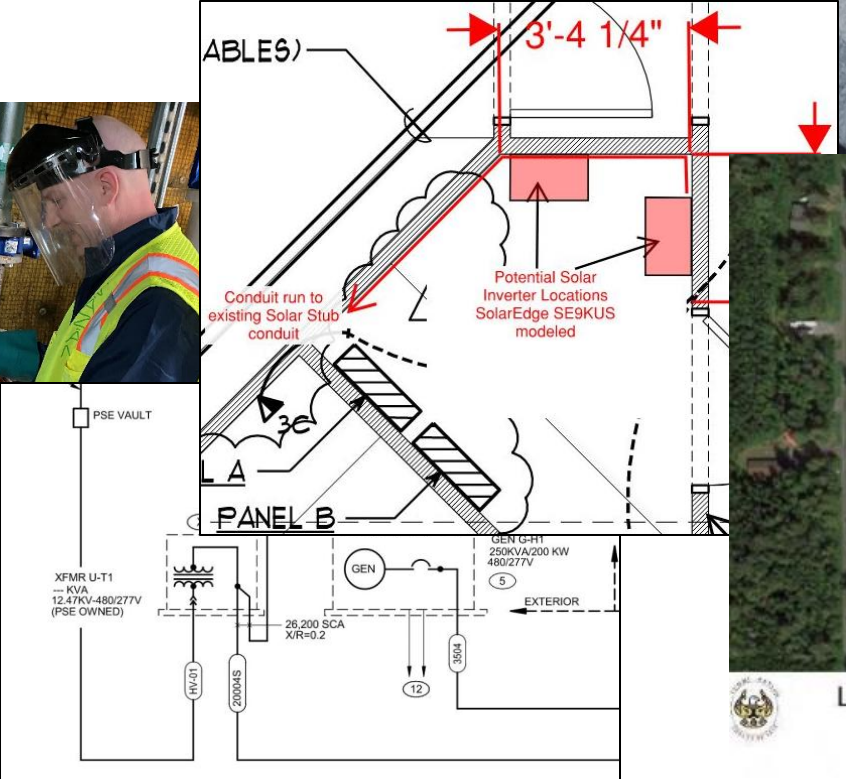 ABLES)
3'-4 1/4"
Potential Solar
Inverter Locations
SolarEdge SE9KUS
modeled
Conduit run to
existing Solar Stub
conduit
3C
L A
PANEL B
PSE VAULT
XFMR U-T1
--- KVA
12.47KV-480/277V
(PSE OWNED)
GEN
GEN G-H1
250KVA/200 KW
480/277V
5
EXTERIOR
26,200 SCA
X/R=0.2
HV-01
20004S
3504
12
L